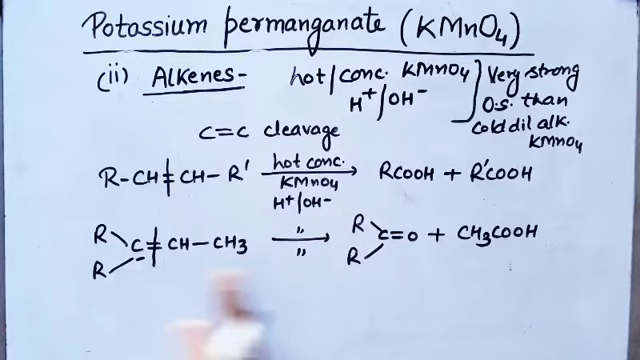 Potassium permanganate (KMnO4)
(ii) Alkenes- hot/conc. KMnO4 Very strong
H+/OH- O.S. than
C=C cleavage cold dil alk.
KMnO4
R-CH=CH-R' hot conc. RCOOH + R'COOH
KMnO4
H+/OH-
R C=CH-CH3 " R C=O + CH3COOH
R " R